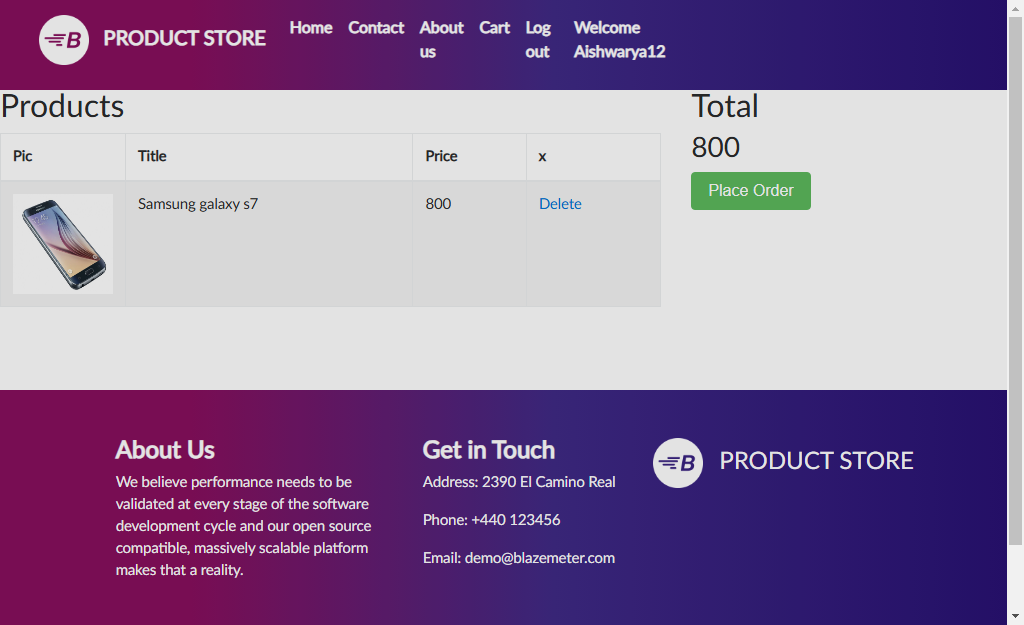 B PRODUCT STORE Home Contact About us Cart Log out Welcome Aishwarya12
Products
Pic Title Price x
Samsung galaxy s7 800 Delete
Total
800
Place Order
About Us
We believe performance needs to be
validated at every stage of the software
development cycle and our open source
compatible, massively scalable platform
makes that a reality.
Get in Touch
Address: 2390 El Camino Real
Phone: +440 123456
Email: demo@blazemeter.com
B PRODUCT STORE